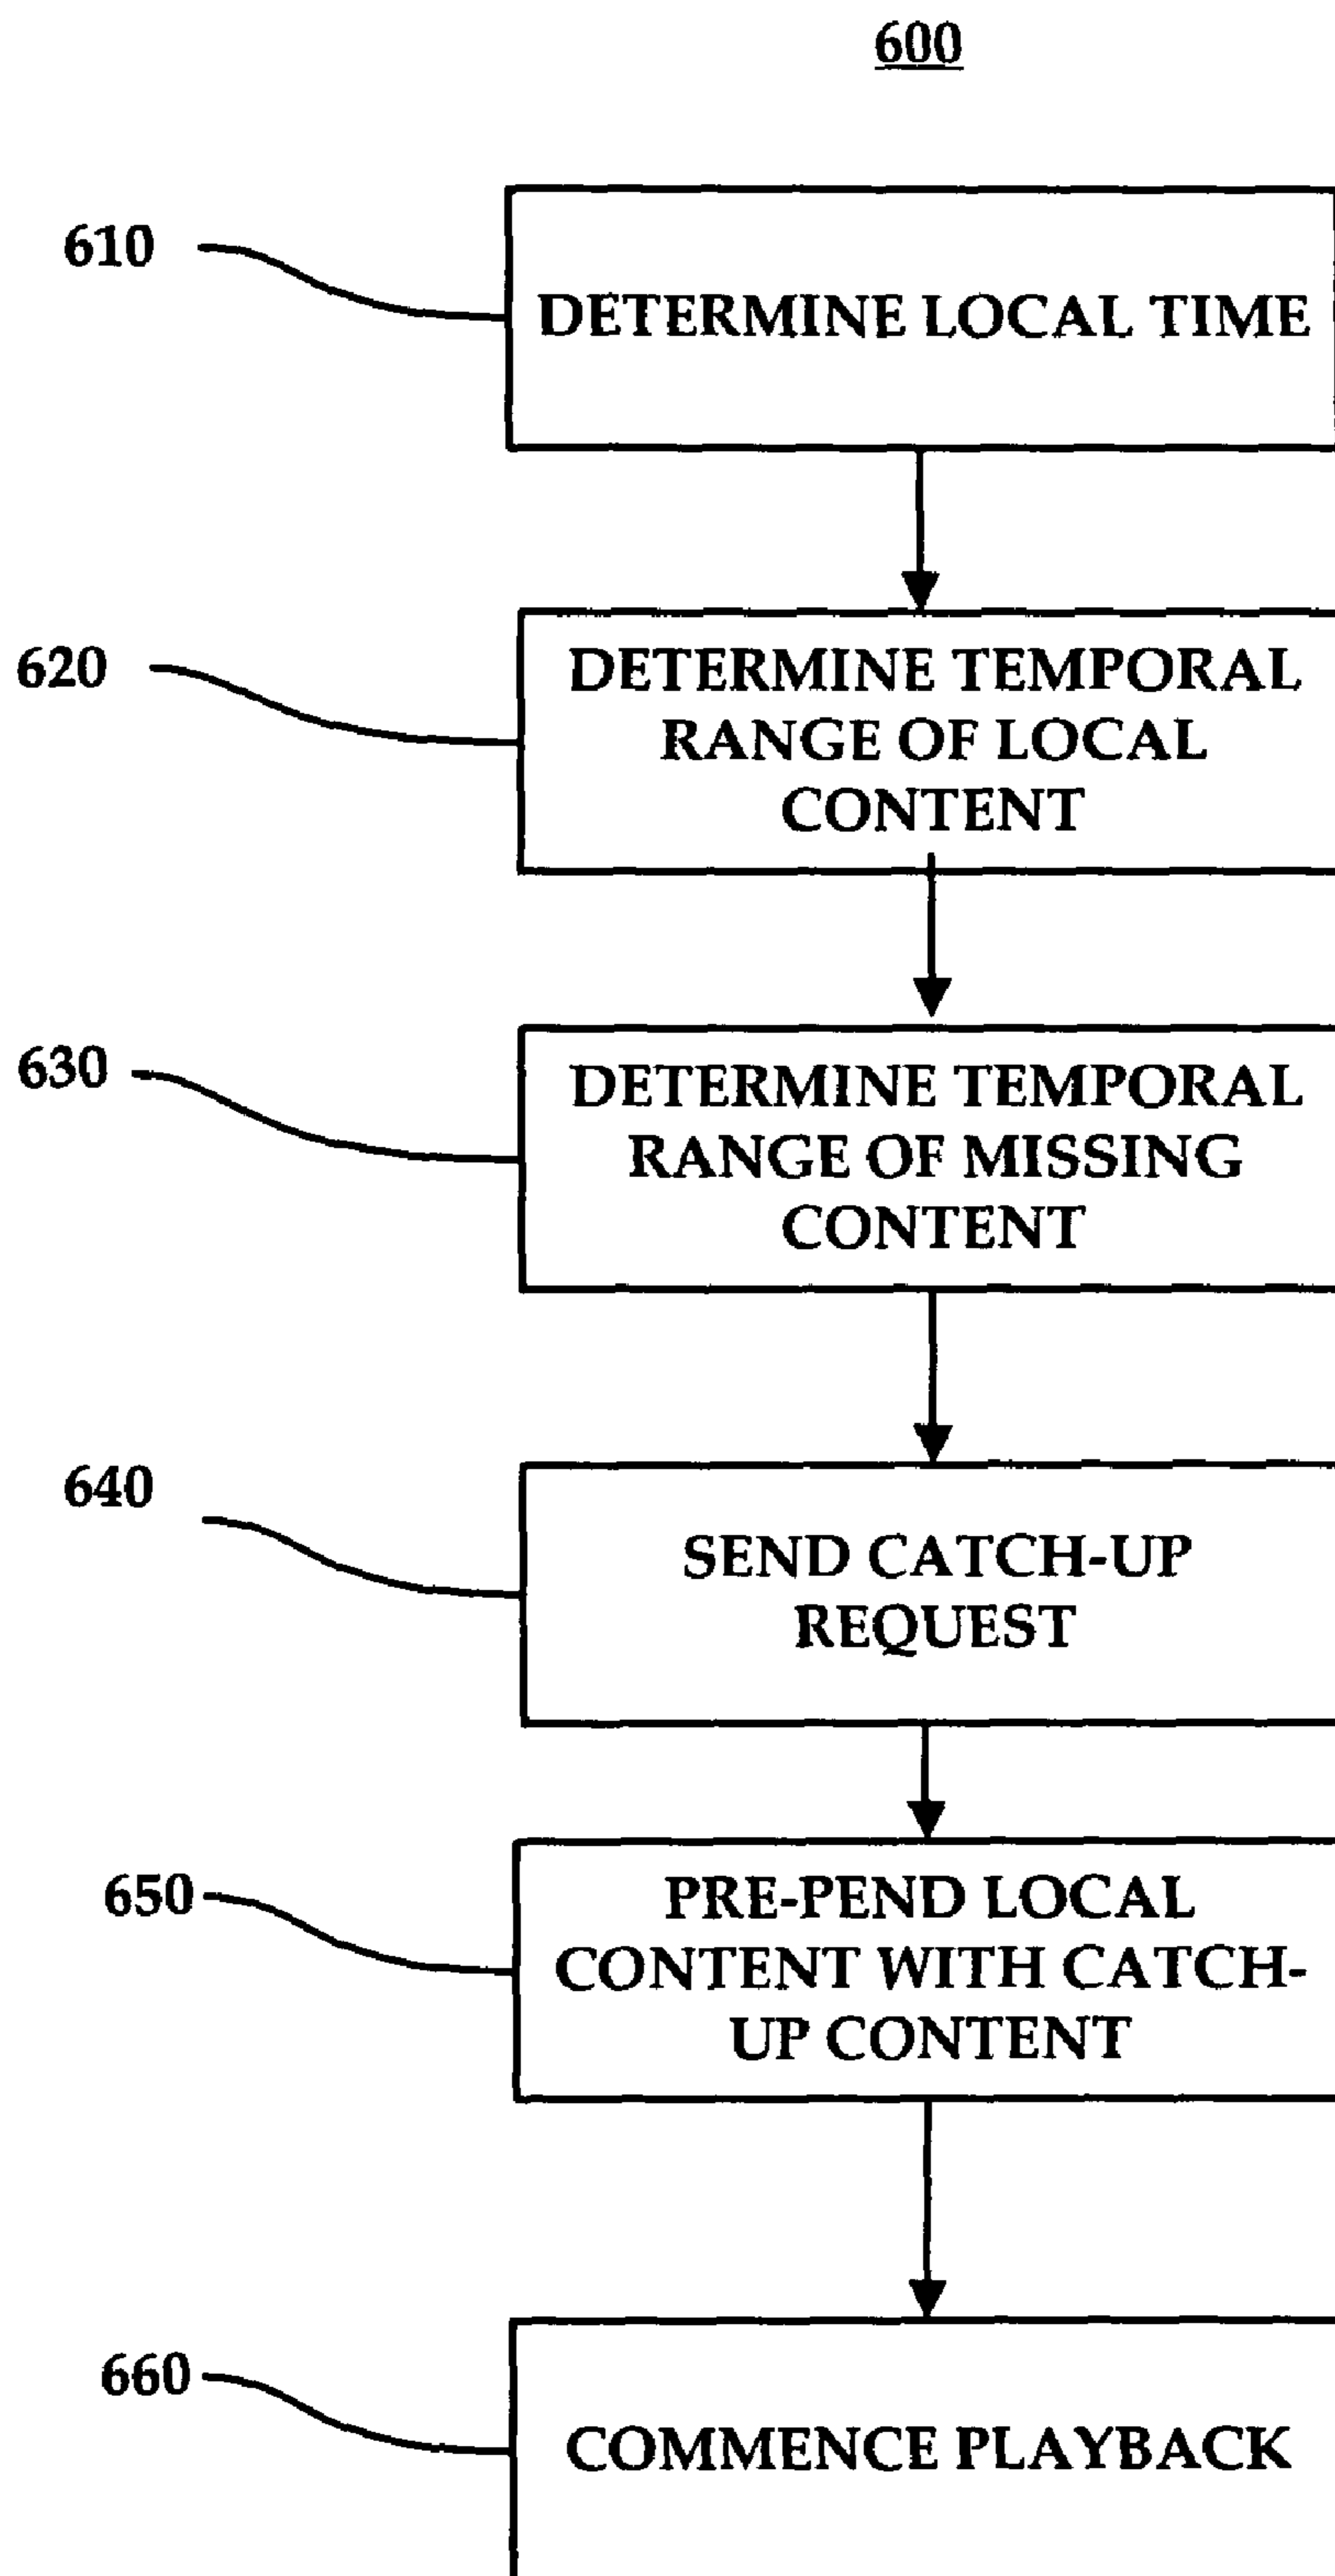 600
610
DETERMINE LOCAL TIME
620
DETERMINE TEMPORAL
RANGE OF LOCAL
CONTENT
630
DETERMINE TEMPORAL
RANGE OF MISSING
CONTENT
640
SEND CATCH-UP
REQUEST
650
PRE-PEND LOCAL
CONTENT WITH CATCH-
UP CONTENT
660
COMMENCE PLAYBACK